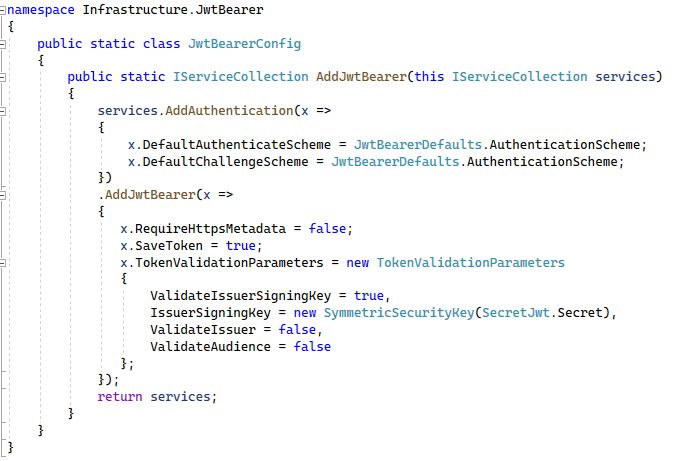 namespace Infrastructure.JwtBearer
{
    public static class JwtBearerConfig
    {
        public static IServiceCollection AddJwtBearer(this IServiceCollection services)
        {
            services.AddAuthentication(x =>
            {
                x.DefaultAuthenticateScheme = JwtBearerDefaults.AuthenticationScheme;
                x.DefaultChallengeScheme = JwtBearerDefaults.AuthenticationScheme;
            })
            .AddJwtBearer(x =>
            {
               x.RequireHttpsMetadata = false;
               x.SaveToken = true;
               x.TokenValidationParameters = new TokenValidationParameters
               {
                   ValidateIssuerSigningKey = true,
                   IssuerSigningKey = new SymmetricSecurityKey(SecretJwt.Secret),
                   ValidateIssuer = false,
                   ValidateAudience = false
               };
            });
            return services;
        }
    }
}